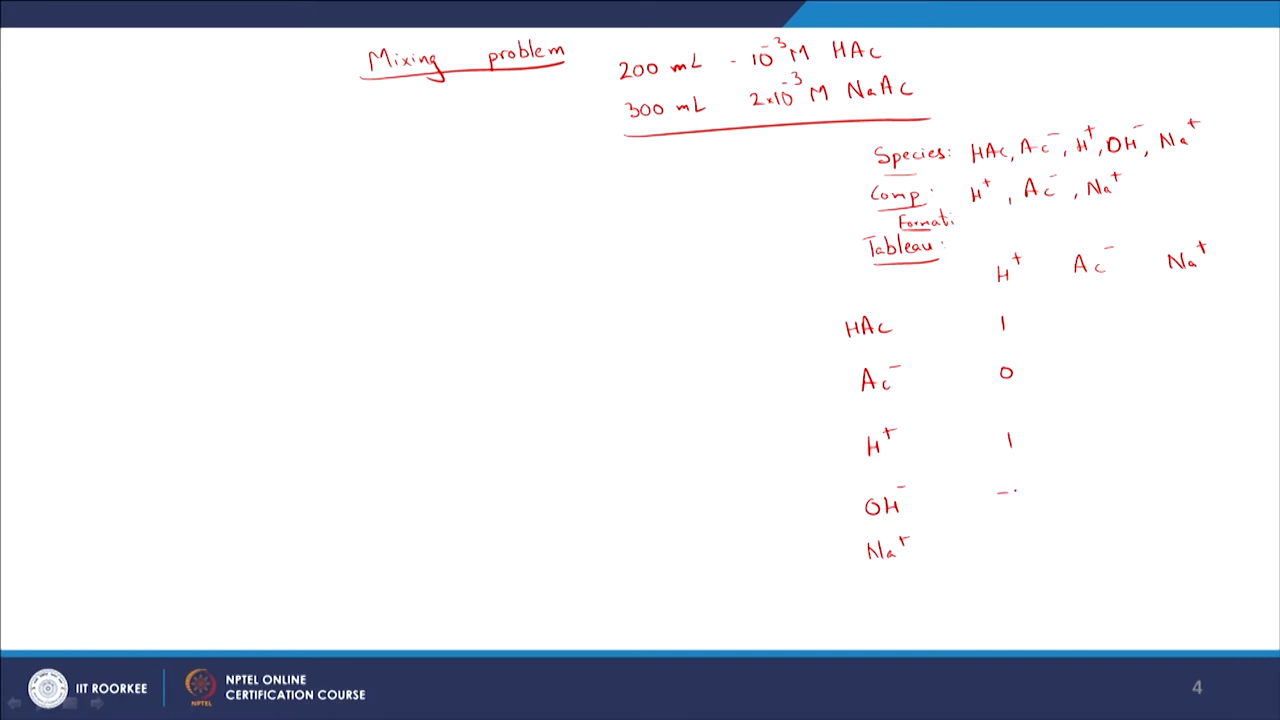 Mixing problem
200 mL - 10⁻³ M HAc
300 mL 2×10⁻³ M NaAc
Species: HAc, Ac⁻, H⁺, OH⁻, Na⁺
Comp: H⁺, Ac⁻, Na⁺
Format:
Tableau:
H⁺ Ac⁻ Na⁺
HAc 1
Ac⁻ 0
H⁺ 1
OH⁻ -
Na⁺
IIT ROORKEE
NPTEL ONLINE
CERTIFICATION COURSE
NPTEL
4